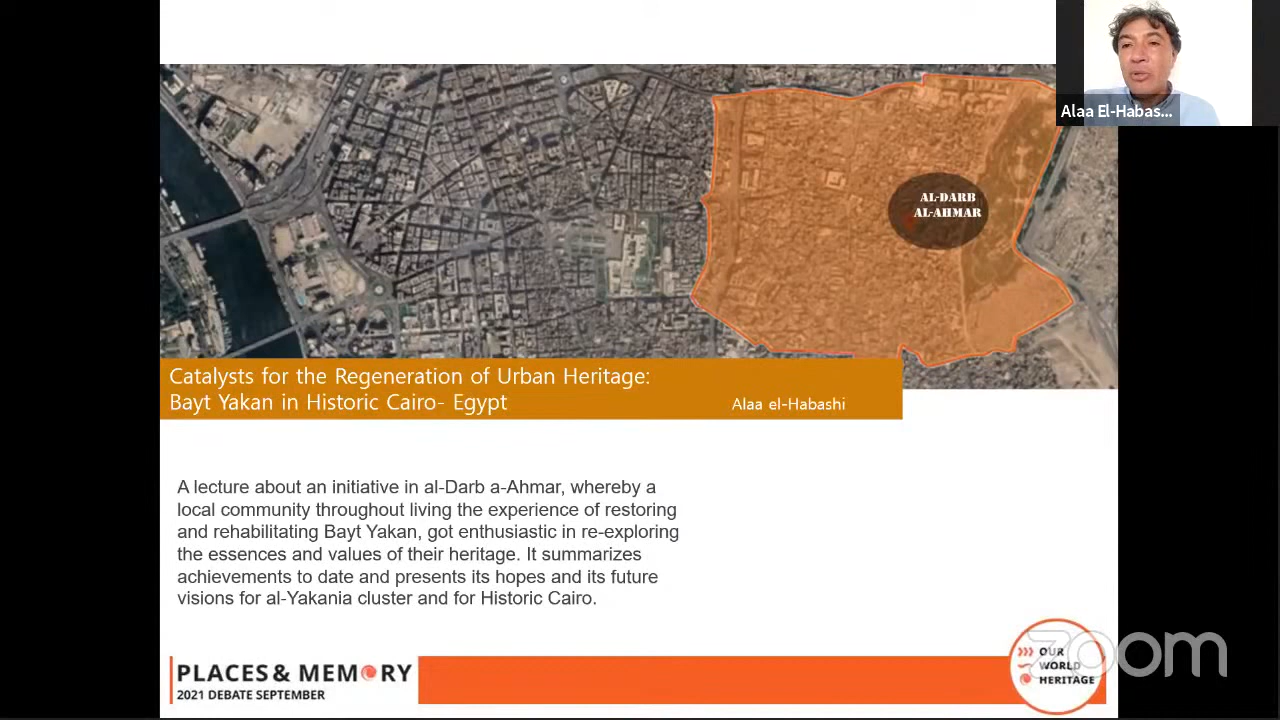 Alaa El-Habas...
AL-DARB
AL-AHMAR
Catalysts for the Regeneration of Urban Heritage:
Bayt Yakan in Historic Cairo- Egypt
Alaa el-Habashi
A lecture about an initiative in al-Darb a-Ahmar, whereby a
local community throughout living the experience of restoring
and rehabilitating Bayt Yakan, got enthusiastic in re-exploring
the essences and values of their heritage. It summarizes
achievements to date and presents its hopes and its future
visions for al-Yakania cluster and for Historic Cairo.
PLACES & MEMORY
2021 DEBATE SEPTEMBER
OUR
WORLD
HERITAGE
zoom